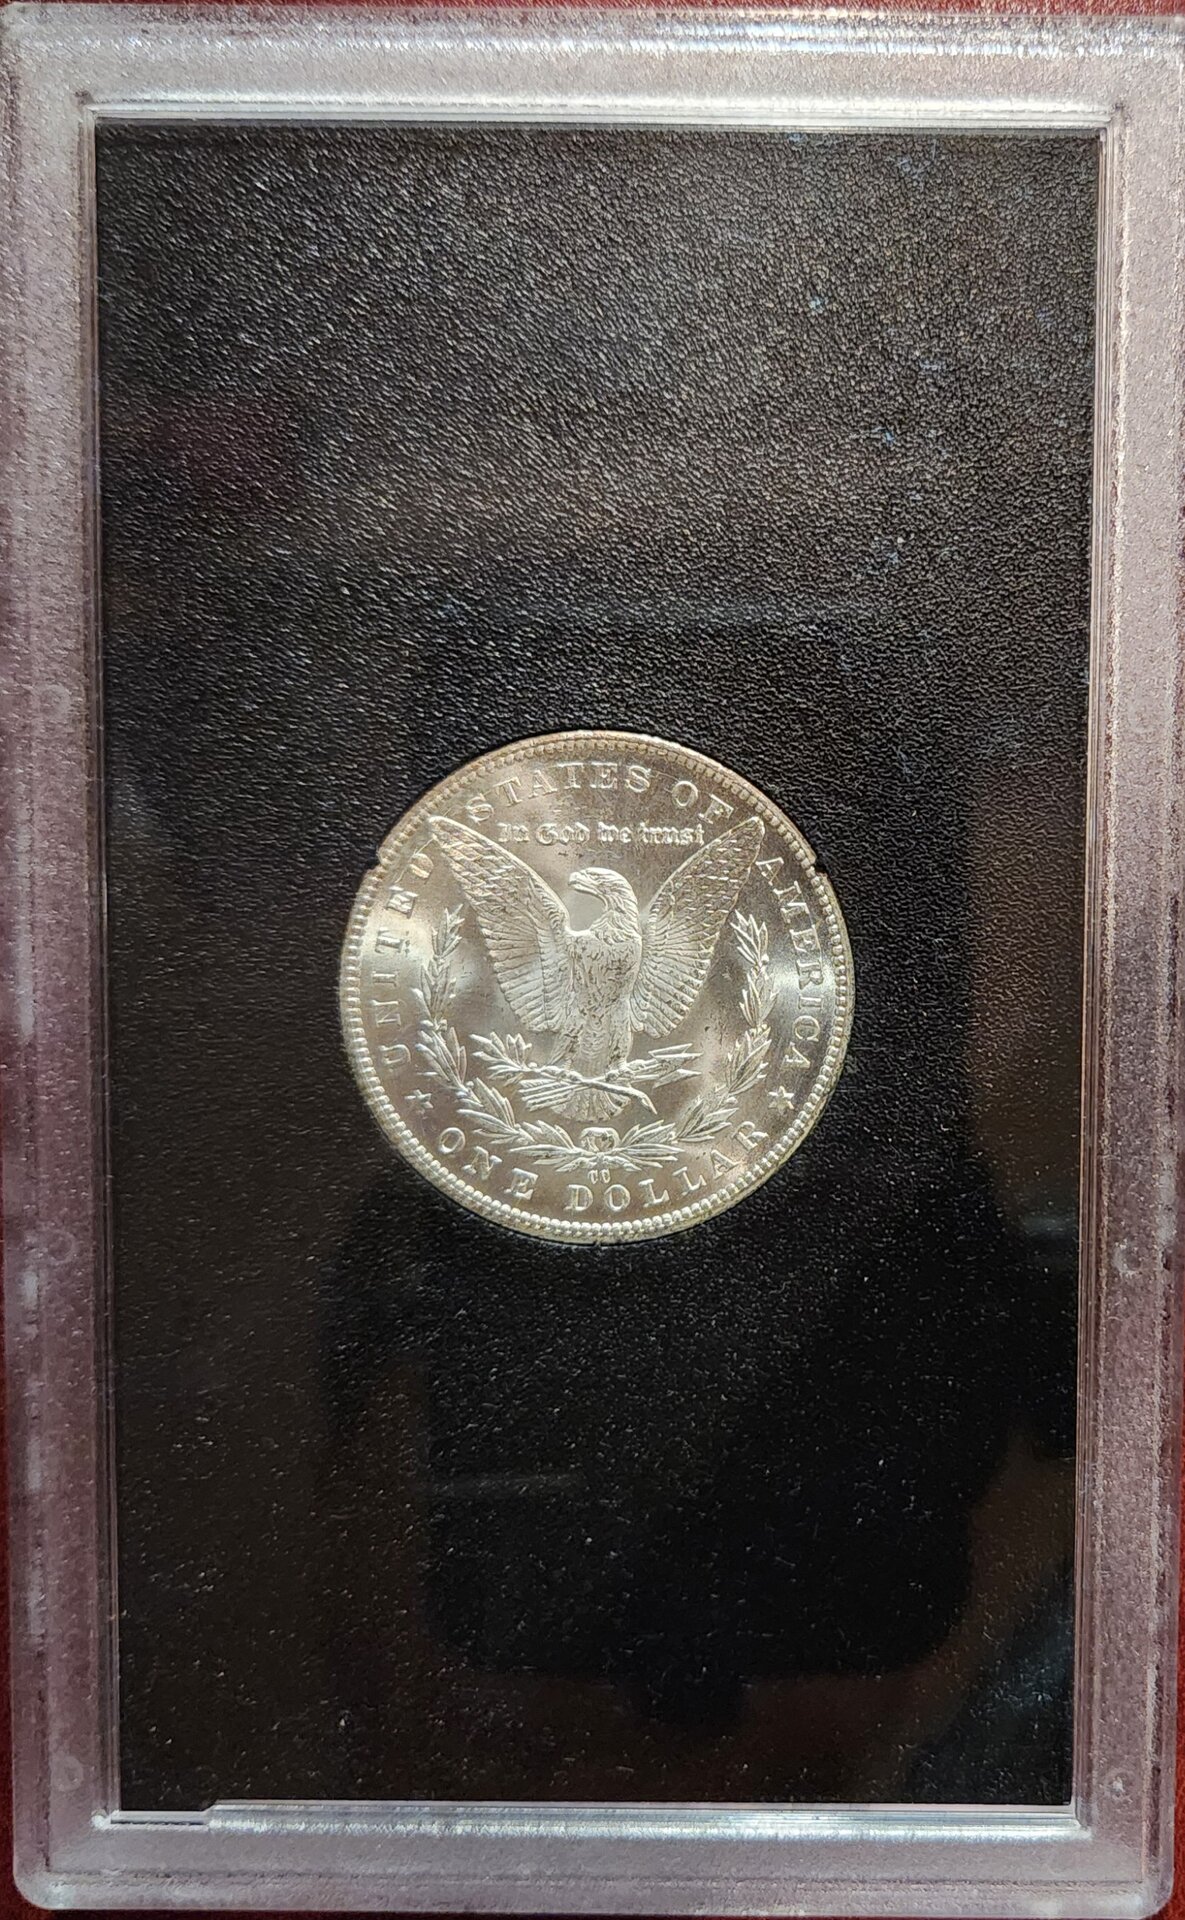 UNITED STATES OF AMERICA
In God we trust
CC
ONE DOLLAR